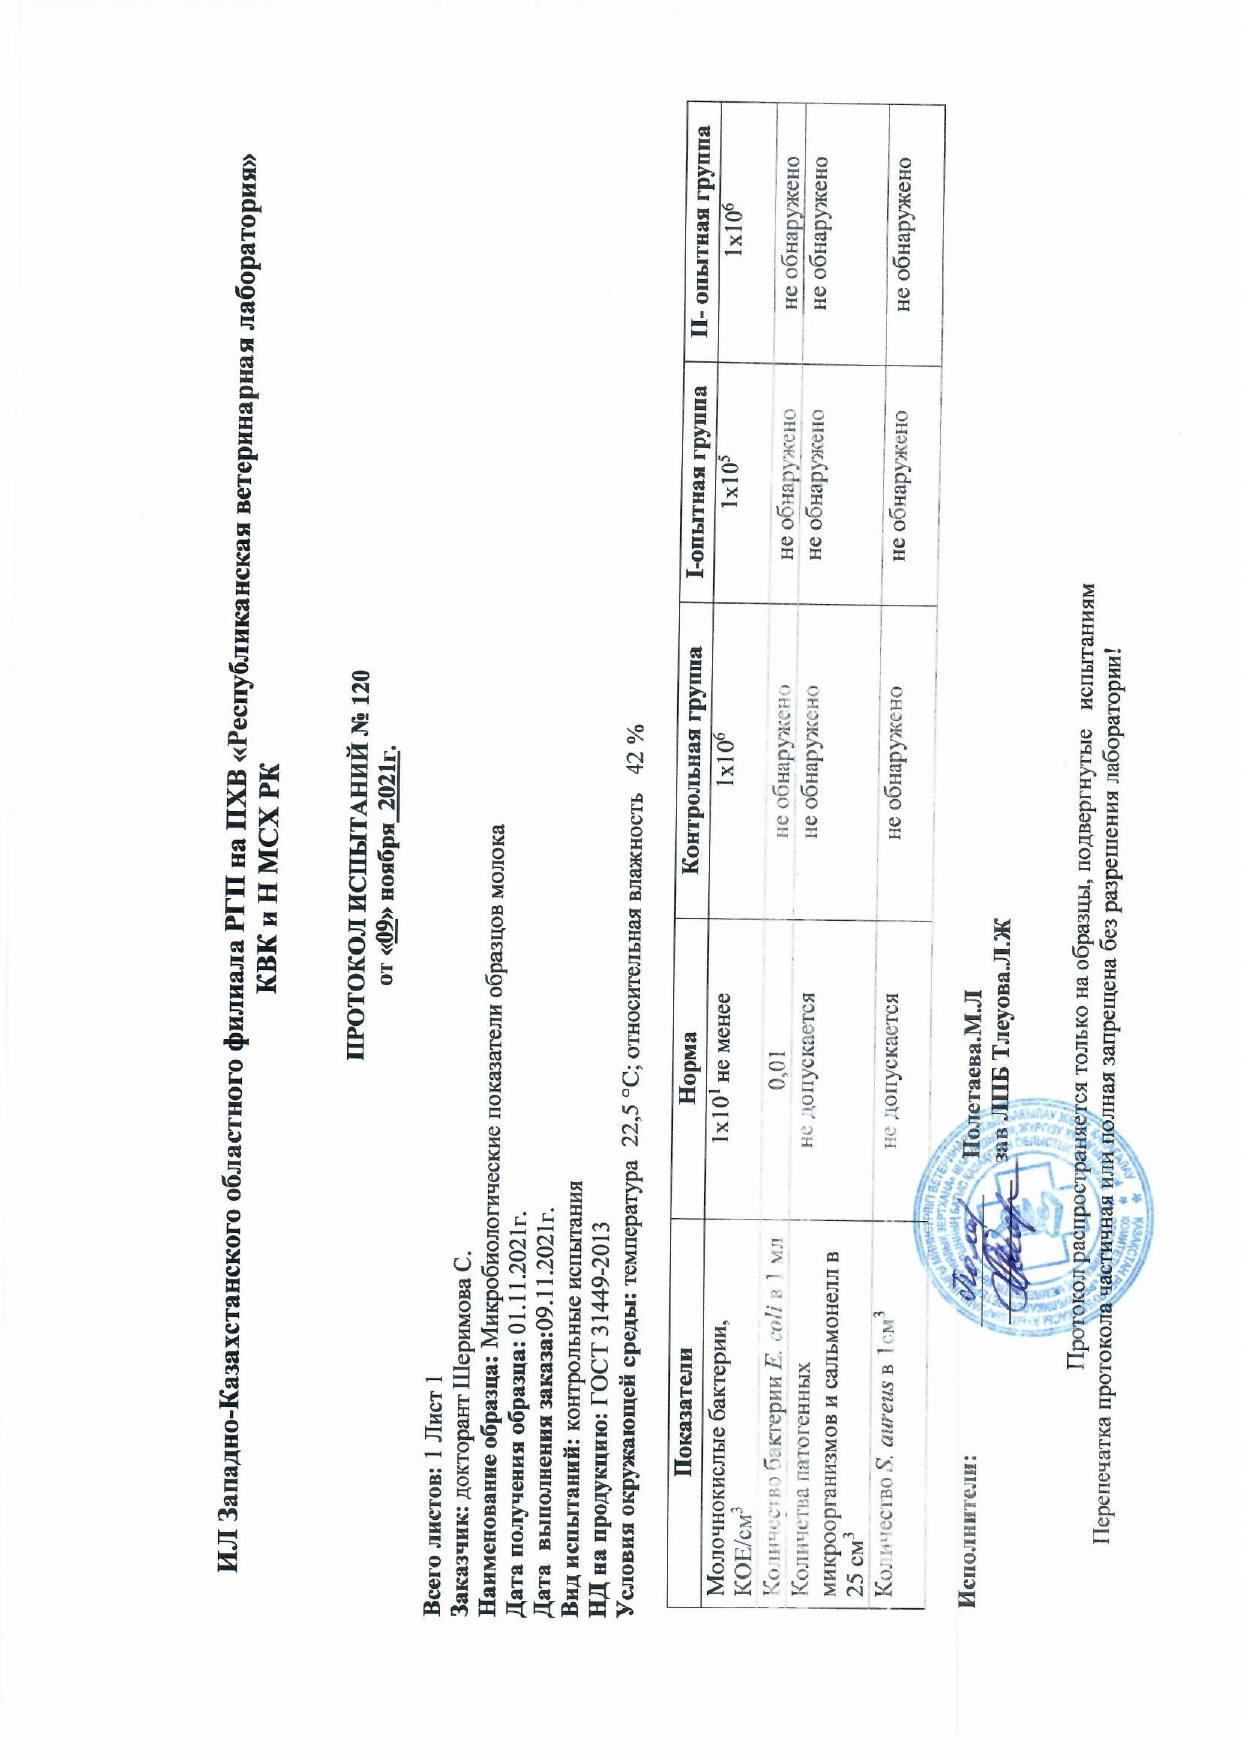 ИЛ Западно-Казахстанского областного филиала РГП на ПХВ «Республиканская ветеринарная лаборатория»
КВК и Н МСХ РК
ПРОТОКОЛ ИСПЫТАНИЙ № 120
от «09» ноября 2021г.
Всего листов: 1 Лист 1
Заказчик: докторант Шеримова С.
Наименование образца: Микробиологические показатели образцов молока
Дата получения образца: 01.11.2021г.
Дата выполнения заказа:09.11.2021г.
Вид испытаний: контрольные испытания
НД на продукцию: ГОСТ 31449-2013
Условия окружающей среды: температура 22,5 °C; относительная влажность 42 %
Показатели Норма Контрольная группа I-опытная группа II- опытная группа
Молочнокислые бактерии, 1х10¹ не менее 1х10⁶ 1х10⁵ 1х10⁶
КОЕ/см³
Количество бактерии E. coli в 1 мл 0,01 не обнаружено не обнаружено не обнаружено
Количества патогенных не допускается не обнаружено не обнаружено не обнаружено
микроорганизмов и сальмонелл в
25 см³
Количество S. aureus в 1см³ не допускается не обнаружено не обнаружено не обнаружено
Исполнители: Полетаева.М.Л
зав ЛПБ Тлеуова.Л.Ж
Протокол распространяется только на образцы, подвергнутые испытаниям
Перепечатка протокола частичная или полная запрещена без разрешения лаборатории!